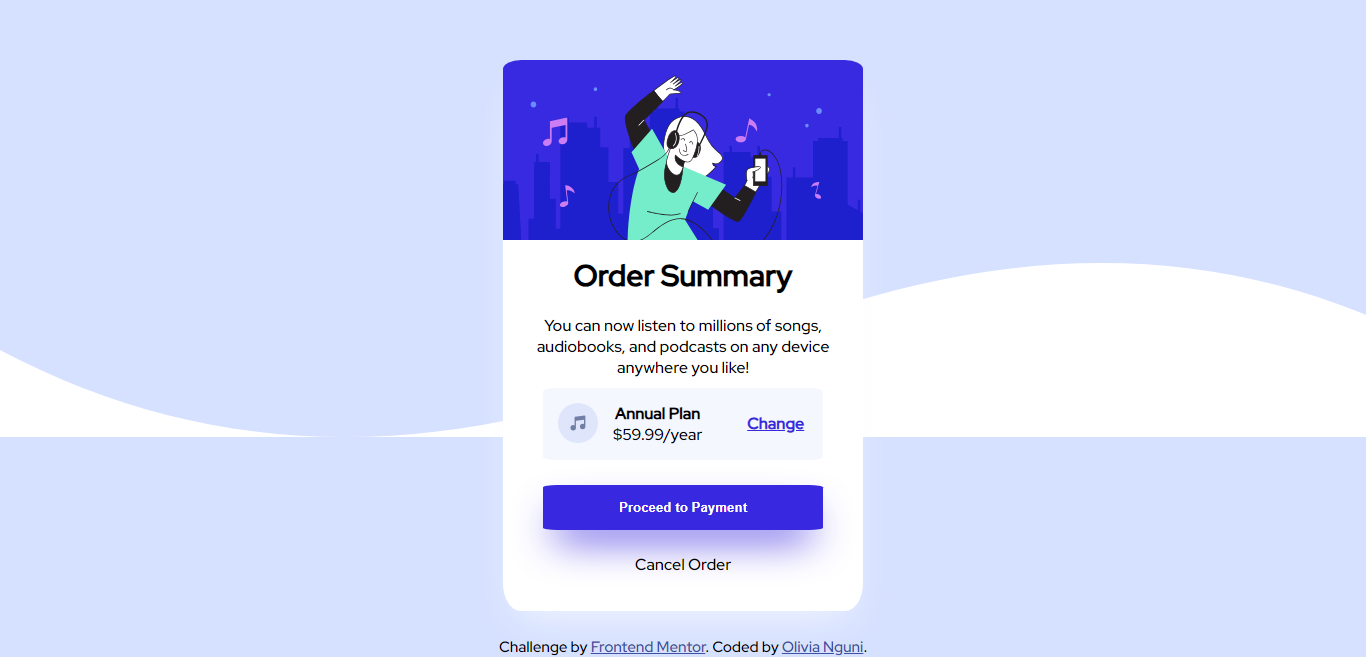 Order Summary
You can now listen to millions of songs,
audiobooks, and podcasts on any device
anywhere you like!
Annual Plan
$59.99/year
Change
Proceed to Payment
Cancel Order
Challenge by Frontend Mentor. Coded by Olivia Nguni.